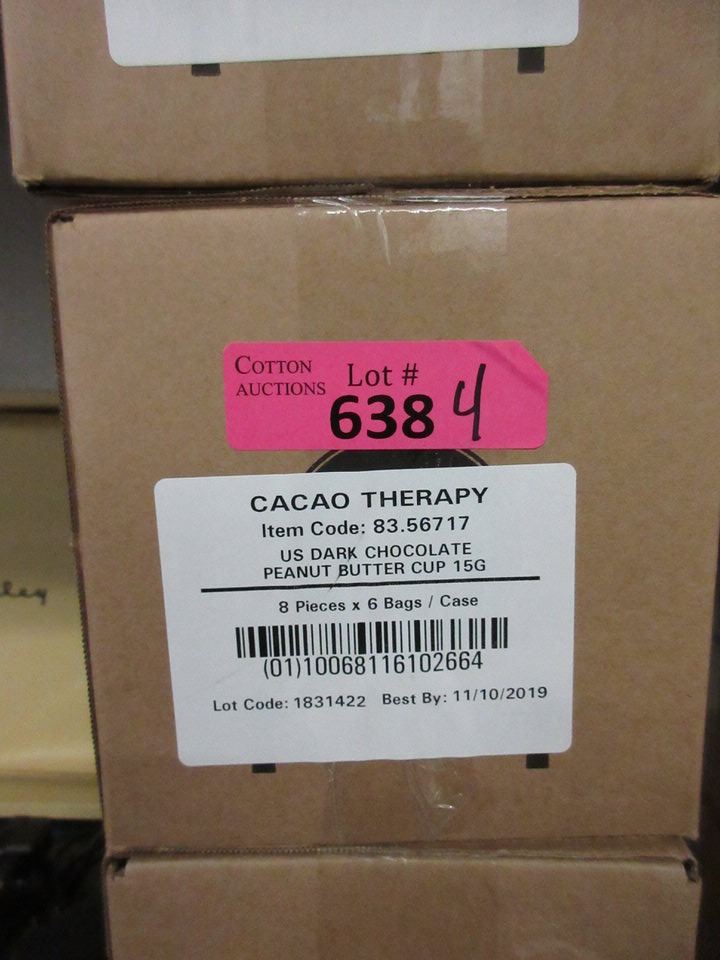 COTTON AUCTIONS Lot #
638 4
CACAO THERAPY
Item Code: 83.56717
US DARK CHOCOLATE
PEANUT BUTTER CUP 15G
8 Pieces x 6 Bags / Case
(01)10068116102664
Lot Code: 1831422 Best By: 11/10/2019